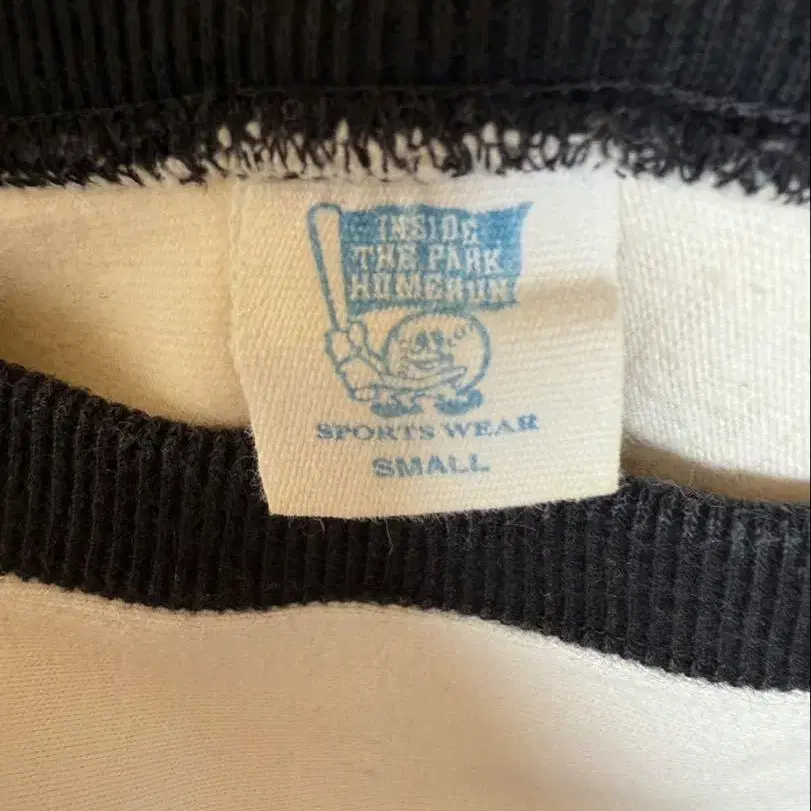 INSIDE
THE PARK
HOMERUN
SPORTS WEAR
SMALL